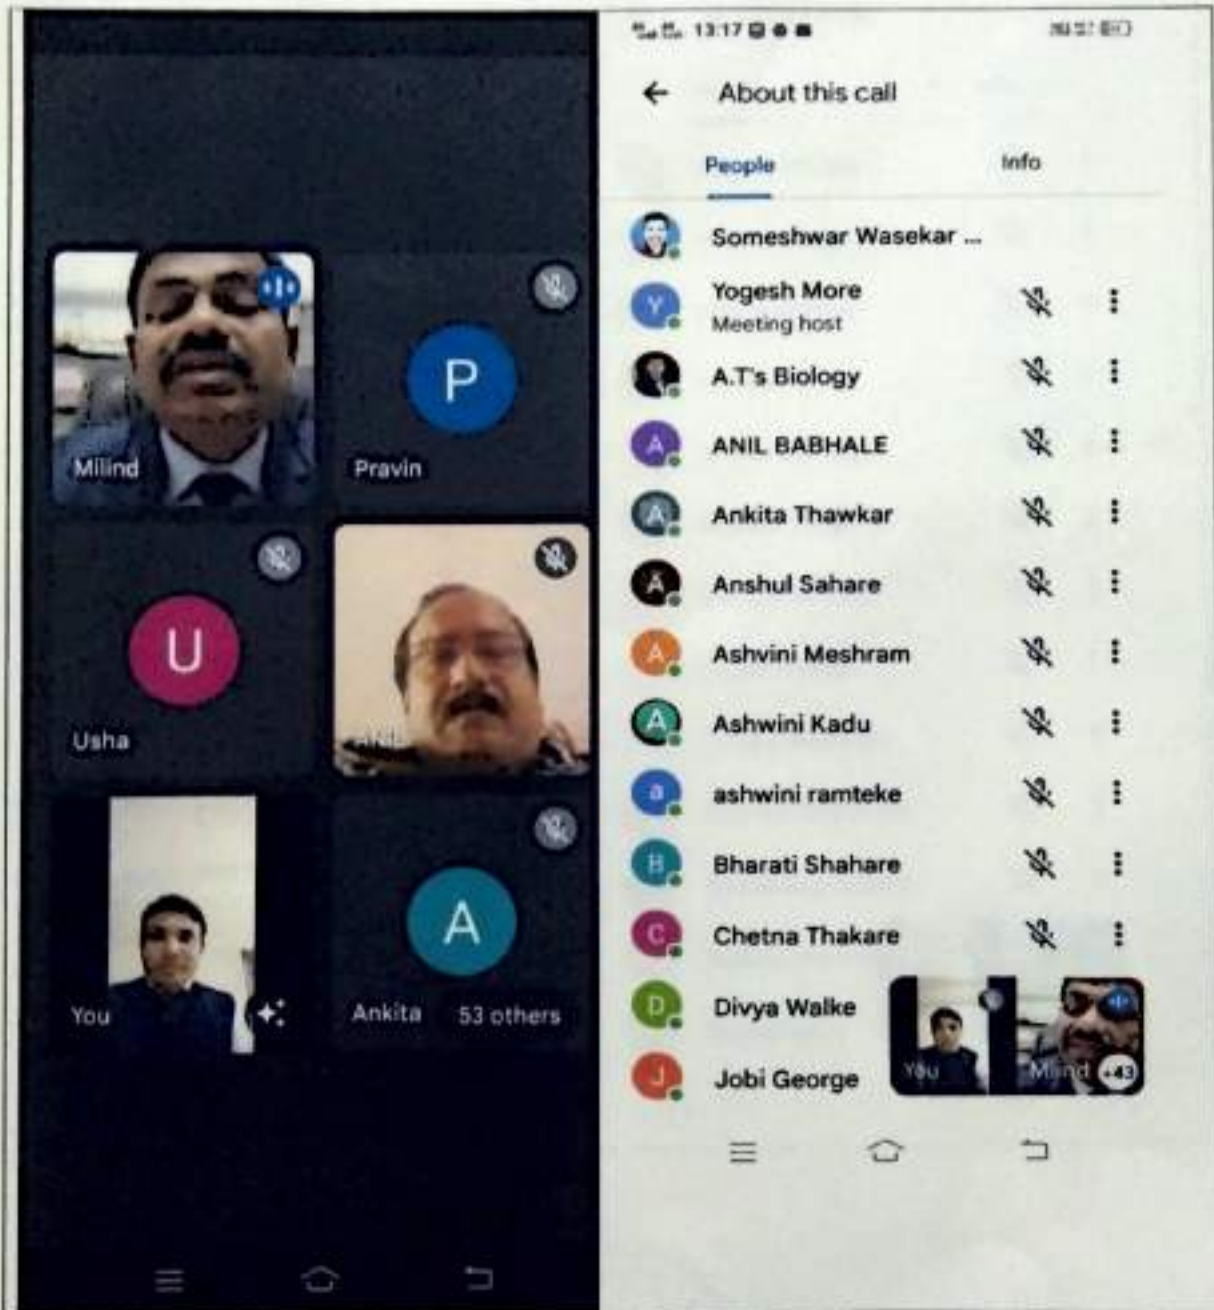 Milind
P
Pravin
U
Usha
You
A
Ankita 53 others
13:17
About this call
People Info
Someshwar Wasekar ...
Y Yogesh More
Meeting host
A.T's Biology
A ANIL BABHALE
A Ankita Thawkar
A Anshul Sahare
A Ashvini Meshram
A Ashwini Kadu
a ashwini ramteke
B Bharati Shahare
C Chetna Thakare
D Divya Walke
J Jobi George
You Milind +43